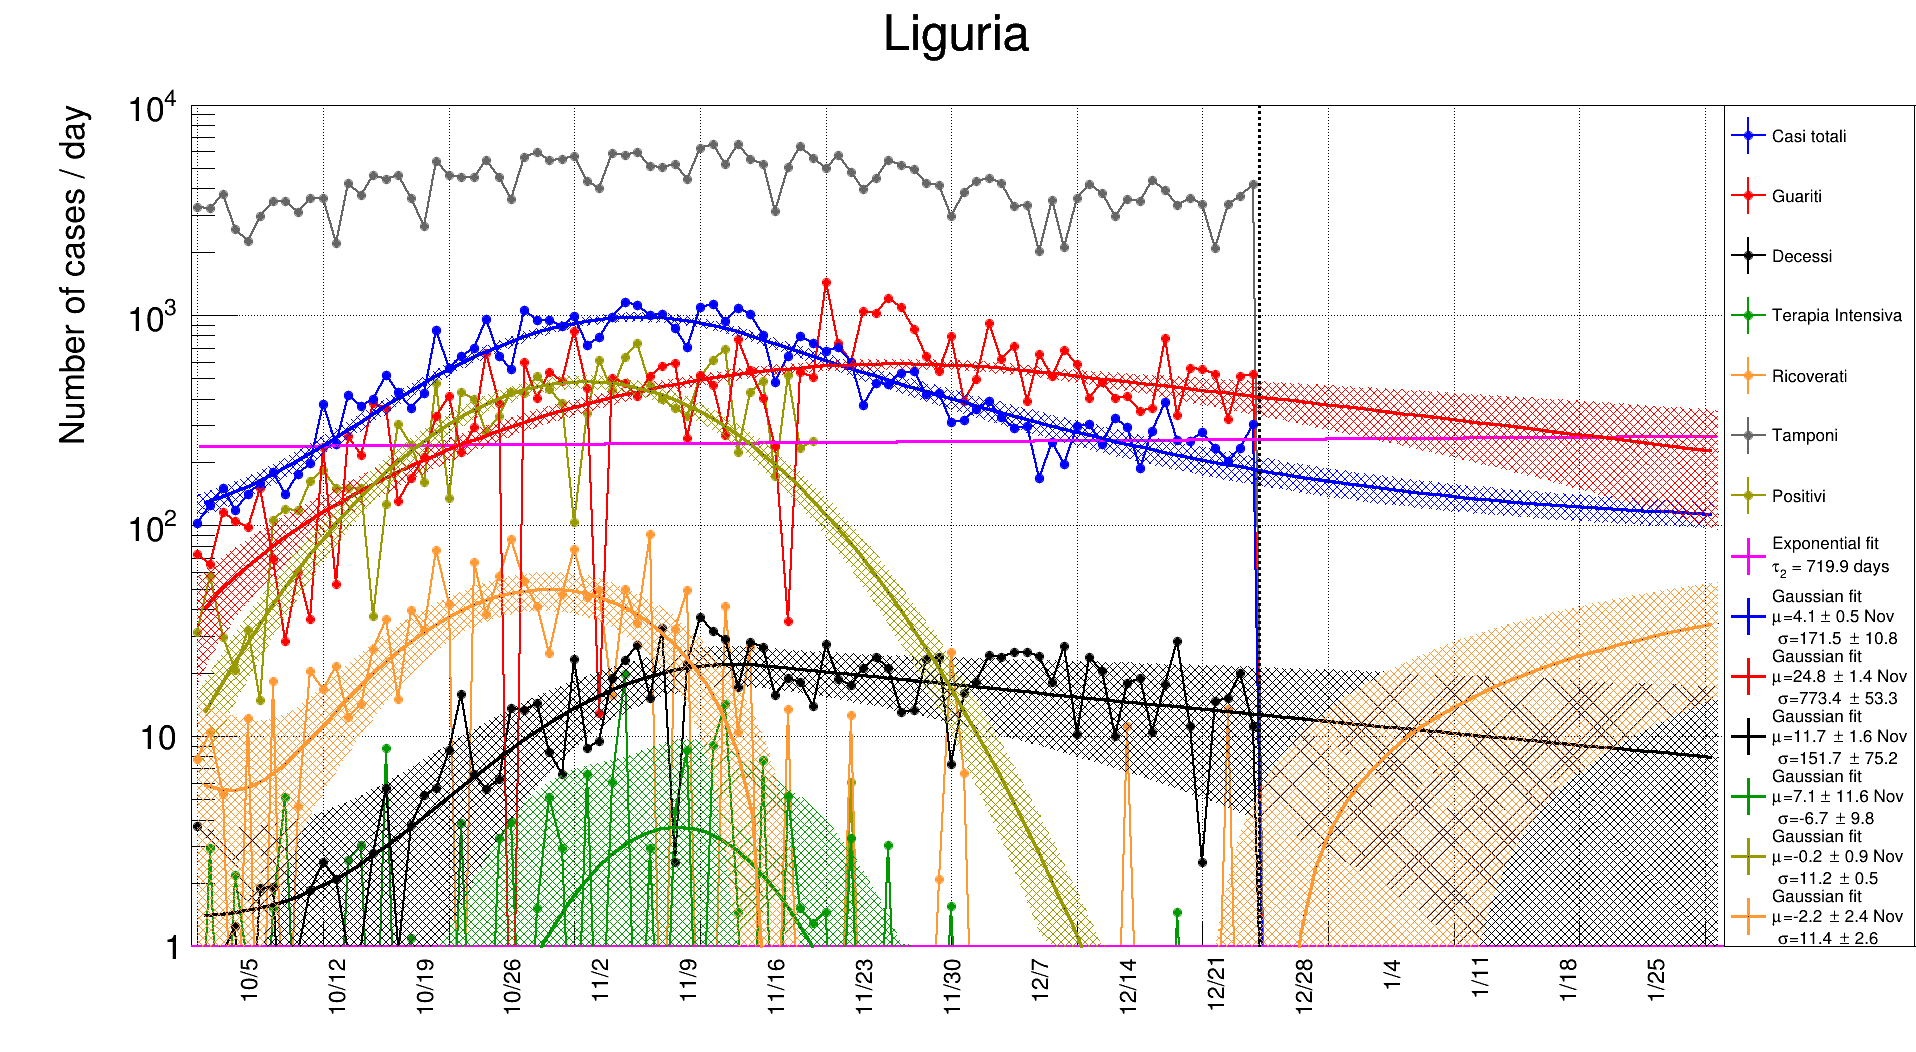 Liguria
Number of cases / day
10⁴
10³
10²
10
1
10/5
10/12
10/19
10/26
11/2
11/9
11/16
11/23
11/30
12/7
12/14
12/21
12/28
1/4
1/11
1/18
1/25
Casi totali
Guariti
Decessi
Terapia Intensiva
Ricoverati
Tamponi
Positivi
Exponential fit
τ₂ = 719.9 days
Gaussian fit
μ=4.1 ± 0.5 Nov
σ=171.5 ± 10.8
Gaussian fit
μ=24.8 ± 1.4 Nov
σ=773.4 ± 53.3
Gaussian fit
μ=11.7 ± 1.6 Nov
σ=151.7 ± 75.2
Gaussian fit
μ=7.1 ± 11.6 Nov
σ=-6.7 ± 9.8
Gaussian fit
μ=-0.2 ± 0.9 Nov
σ=11.2 ± 0.5
Gaussian fit
μ=-2.2 ± 2.4 Nov
σ=11.4 ± 2.6